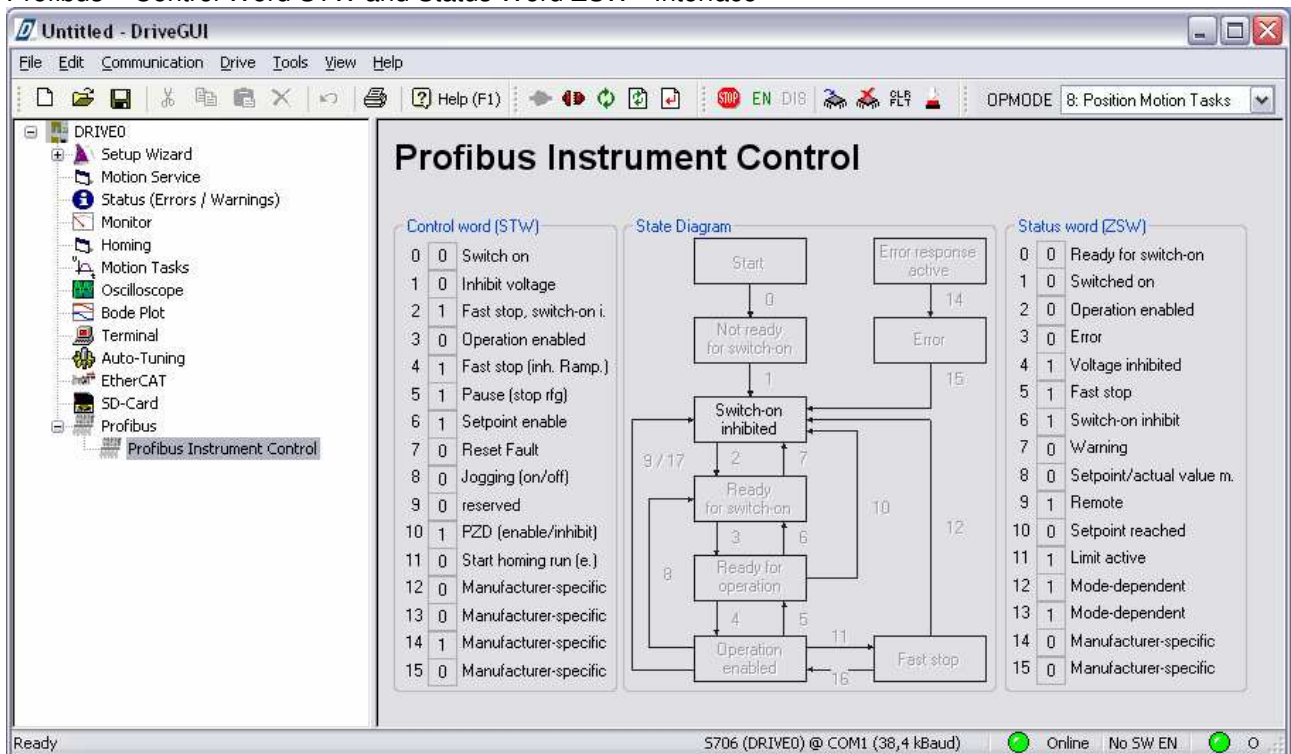 Profibus – Control Word STW and Status Word ZSW - Interface
Untitled - DriveGUI
File Edit Communication Drive Tools View Help
Help (F1) STOP EN DIS CLR FLT OPMODE 8: Position Motion Tasks
DRIVE0
Setup Wizard
Motion Service
Status (Errors / Warnings)
Monitor
Homing
Motion Tasks
Oscilloscope
Bode Plot
Terminal
Auto-Tuning
EtherCAT
SD-Card
Profibus
Profibus Instrument Control
Profibus Instrument Control
Control word (STW)
0 0 Switch on
1 0 Inhibit voltage
2 1 Fast stop, switch-on i.
3 0 Operation enabled
4 1 Fast stop (inh. Ramp.)
5 1 Pause (stop rfg)
6 1 Setpoint enable
7 0 Reset Fault
8 0 Jogging (on/off)
9 0 reserved
10 1 PZD (enable/inhibit)
11 0 Start homing run (e.)
12 0 Manufacturer-specific
13 0 Manufacturer-specific
14 1 Manufacturer-specific
15 0 Manufacturer-specific
State Diagram
Start
Error response
active
0
14
Not ready
for switch-on
Error
1
15
Switch-on
inhibited
9 / 17
2
7
Ready
for switch-on
10
12
3
6
8
Ready for
operation
4
5
11
Operation
enabled
Fast stop
16
Status word (ZSW)
0 0 Ready for switch-on
1 0 Switched on
2 0 Operation enabled
3 0 Error
4 1 Voltage inhibited
5 1 Fast stop
6 1 Switch-on inhibit
7 0 Warning
8 0 Setpoint/actual value m.
9 1 Remote
10 0 Setpoint reached
11 1 Limit active
12 1 Mode-dependent
13 1 Mode-dependent
14 0 Manufacturer-specific
15 0 Manufacturer-specific
Ready
S706 (DRIVE0) @ COM1 (38,4 kBaud) Online No SW EN 0